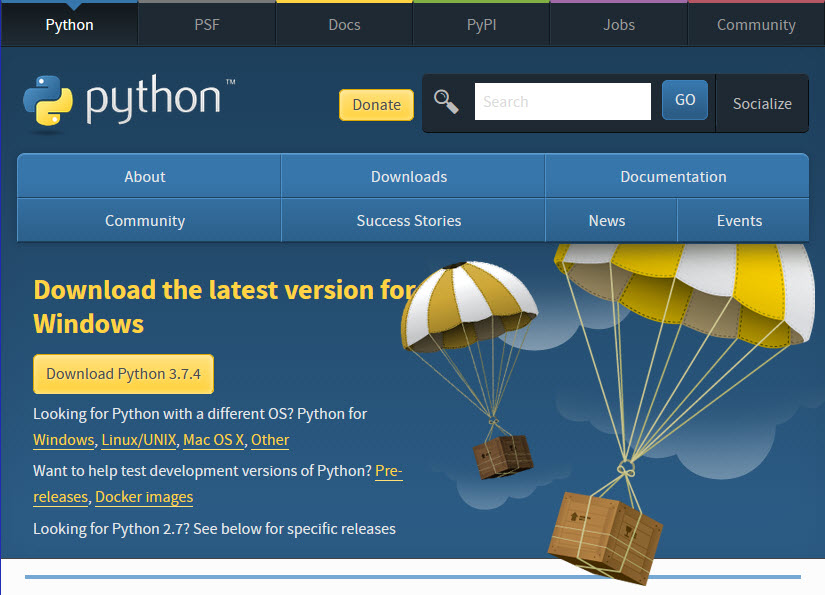 Python PSF Docs PyPI Jobs Community
python™
Donate Search GO Socialize
About Downloads Documentation
Community Success Stories News Events
Download the latest version for
Windows
Download Python 3.7.4
Looking for Python with a different OS? Python for
Windows, Linux/UNIX, Mac OS X, Other
Want to help test development versions of Python? Pre-
releases, Docker images
Looking for Python 2.7? See below for specific releases